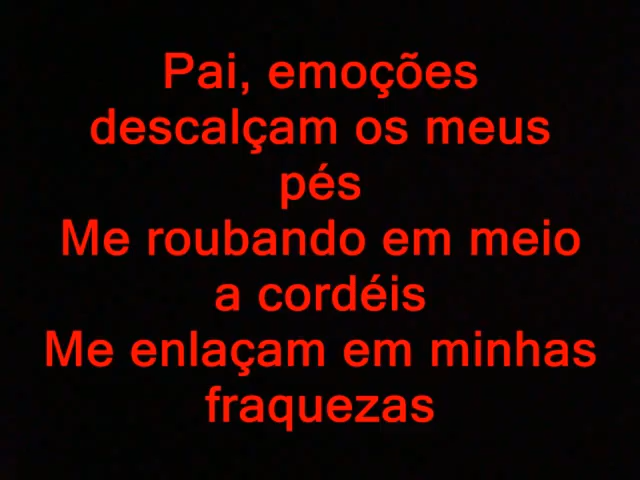 Pai, emoções
descalçam os meus
pés
Me roubando em meio
a cordéis
Me enlaçam em minhas
fraquezas